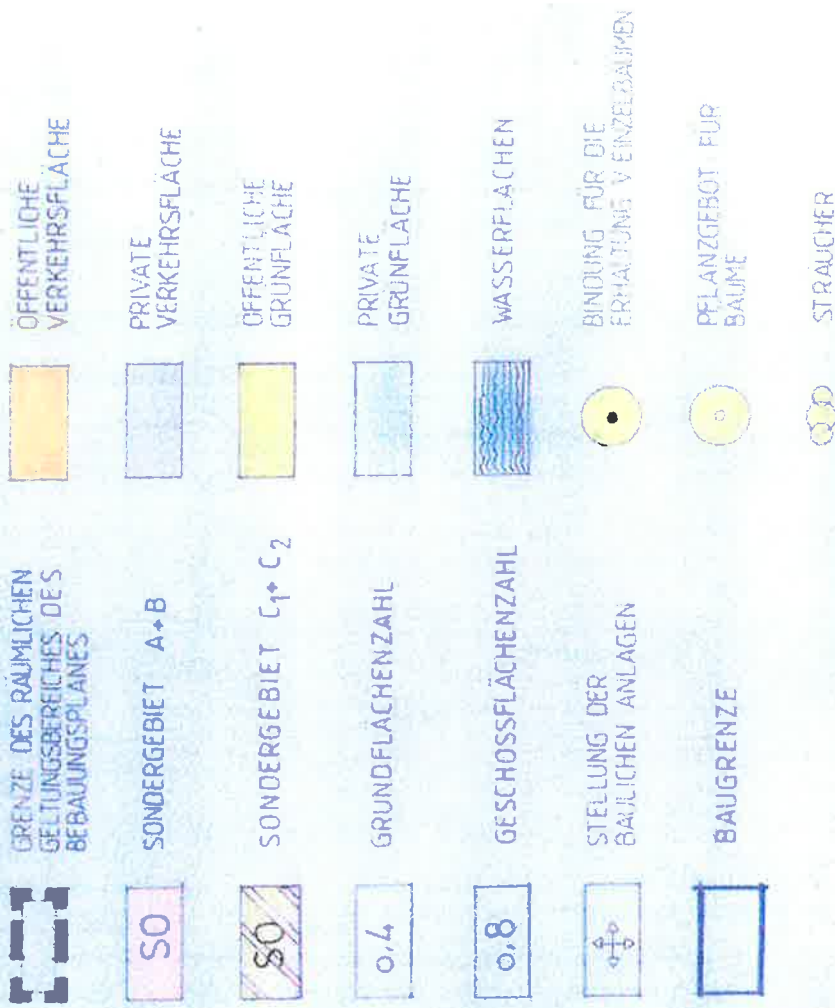 GRENZE DES RÄUMLICHEN
GELTUNGSBEREICHES DES
BEBAUUNGSPLANES
SO
SONDERGEBIET A+B
SO
SONDERGEBIET C1+ C2
0,4
GRUNDFLÄCHENZAHL
0,8
GESCHOSSFLÄCHENZAHL
STELLUNG DER
BAULICHEN ANLAGEN
BAUGRENZE
ÖFFENTLICHE
VERKEHRSFLÄCHE
PRIVATE
VERKEHRSFLÄCHE
ÖFFENTLICHE
GRÜNFLÄCHE
PRIVATE
GRÜNFLÄCHE
WASSERFLÄCHEN
BINDUNG FÜR DIE
ERHALTUNG V EINZELBÄUMEN
PFLANZGEBOT FÜR
BÄUME
STRÄUCHER